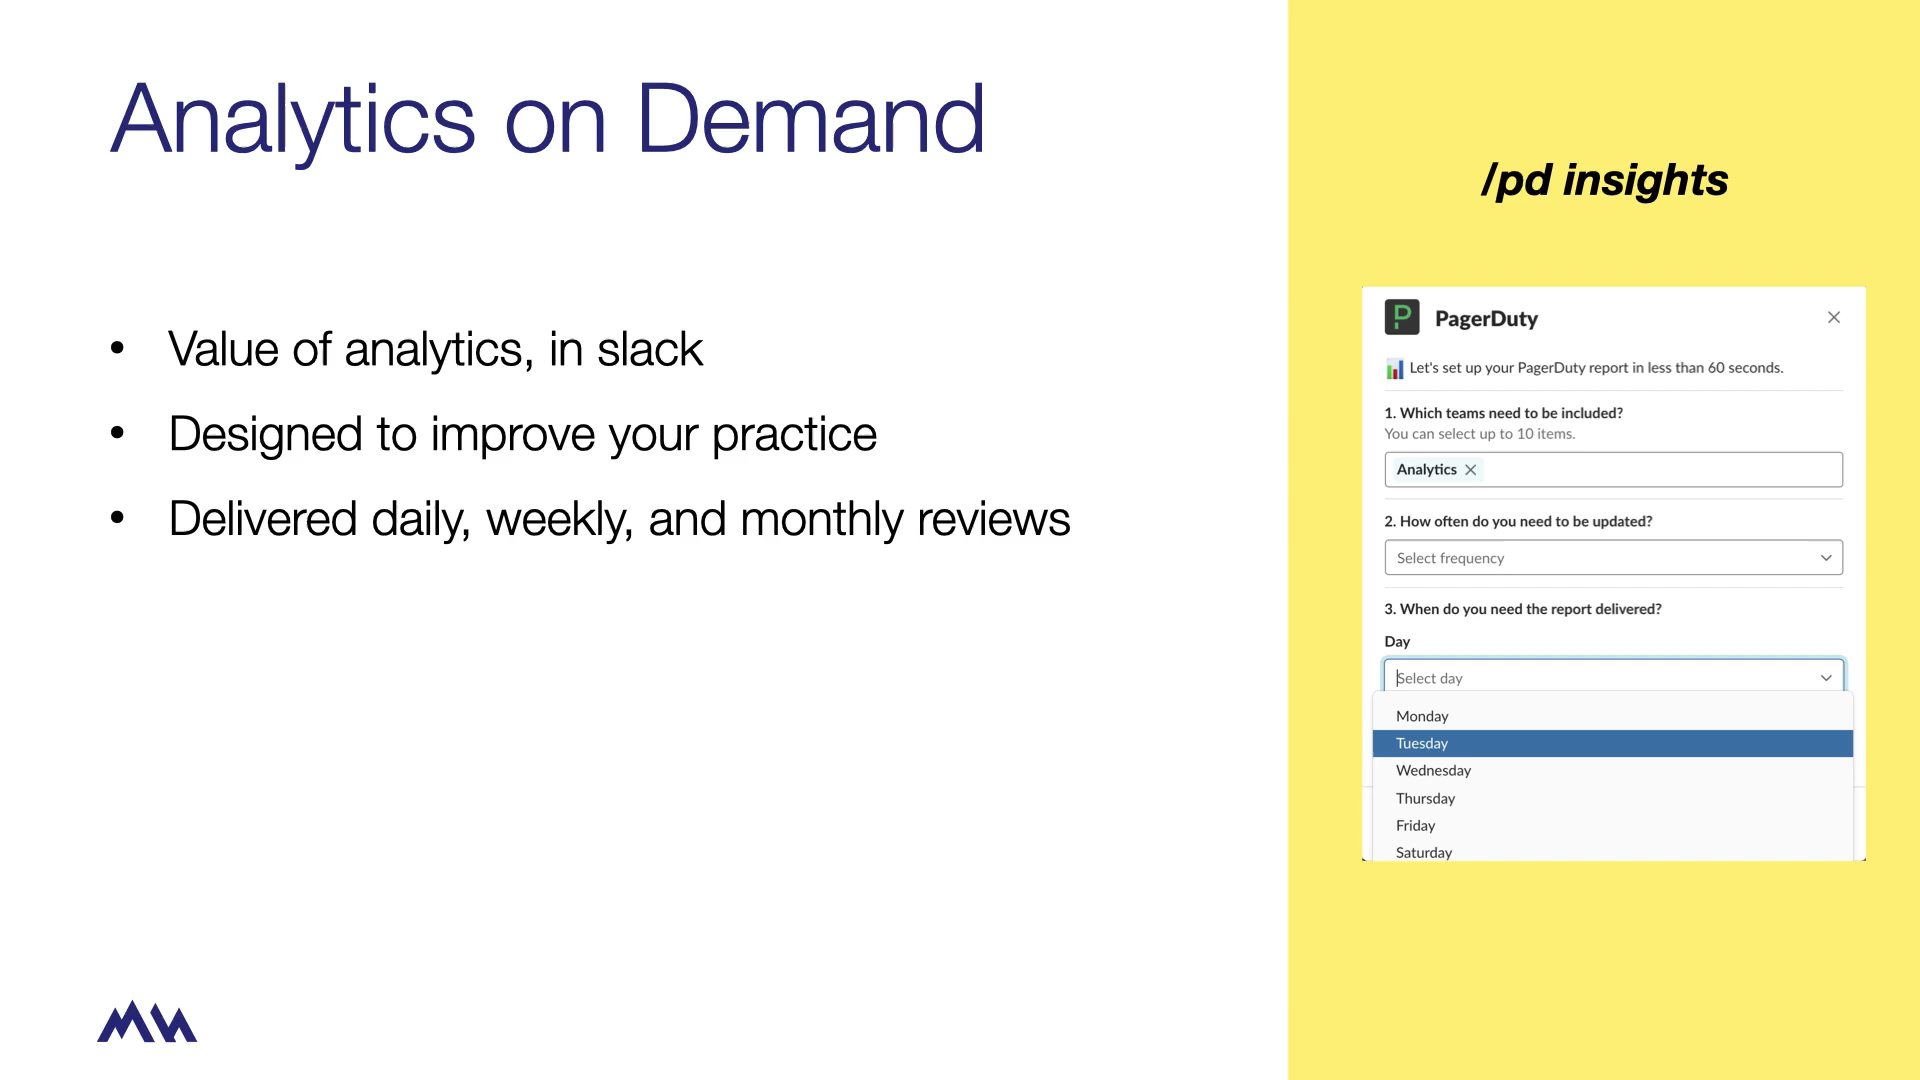 Analytics on Demand
• Value of analytics, in slack
• Designed to improve your practice
• Delivered daily, weekly, and monthly reviews
/pd insights
PagerDuty
Let's set up your PagerDuty report in less than 60 seconds.
1. Which teams need to be included?
You can select up to 10 items.
Analytics
2. How often do you need to be updated?
Select frequency
3. When do you need the report delivered?
Day
Select day
Monday
Tuesday
Wednesday
Thursday
Friday
Saturday